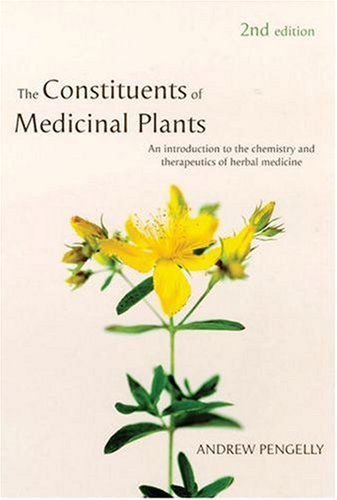 2nd edition
The Constituents of
Medicinal Plants
An introduction to the chemistry and
therapeutics of herbal medicine
ANDREW PENGELLY